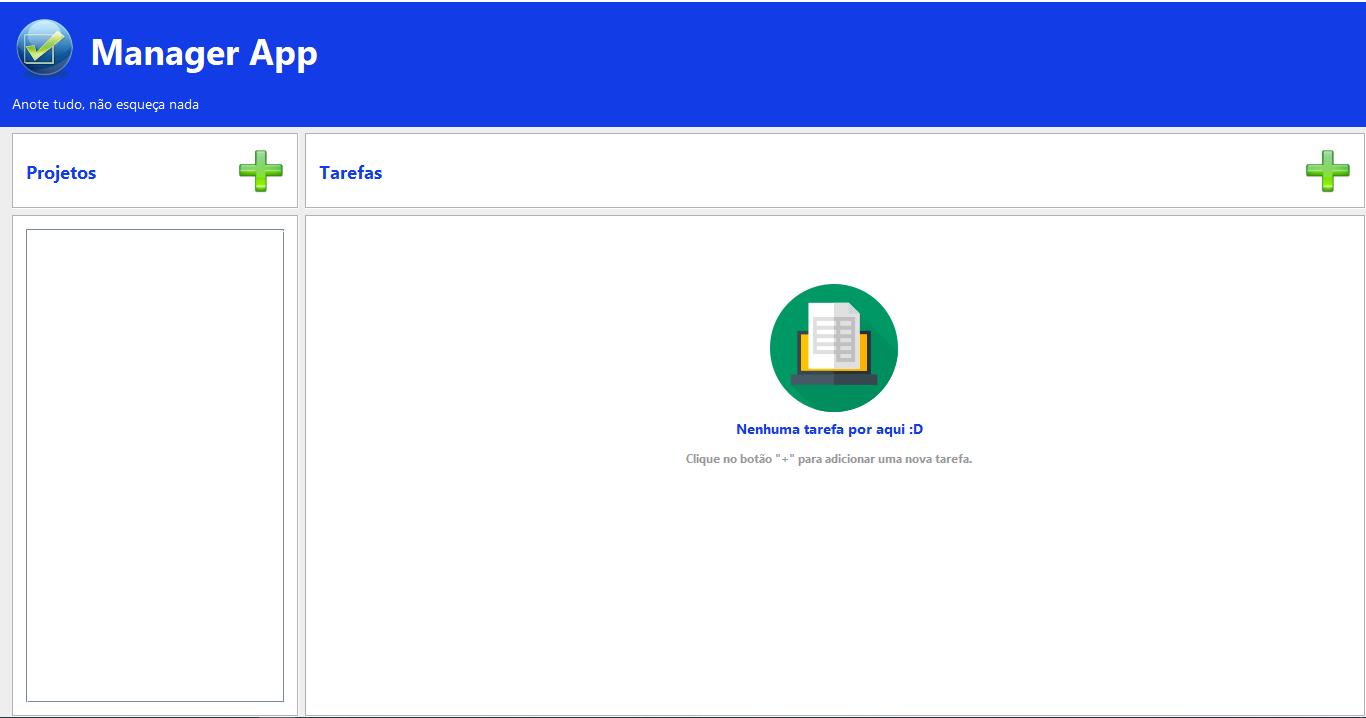 Manager App
Anote tudo, não esqueça nada
Projetos
Tarefas
Nenhuma tarefa por aqui :D
Clique no botão "+" para adicionar uma nova tarefa.